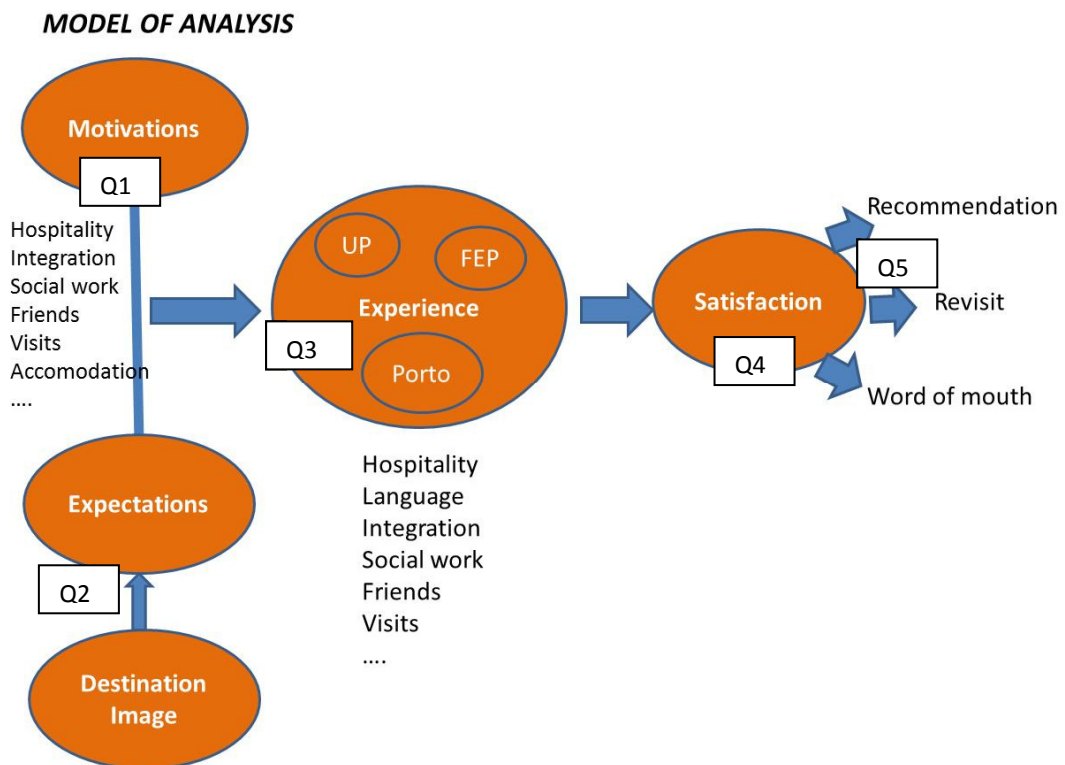 MODEL OF ANALYSIS
Motivations
Q1
Hospitality
Integration
Social work
Friends
Visits
Accomodation
....
Expectations
Q2
Destination
Image
UP
FEP
Experience
Q3
Porto
Hospitality
Language
Integration
Social work
Friends
Visits
....
Satisfaction
Q4
Recommendation
Q5
Revisit
Word of mouth